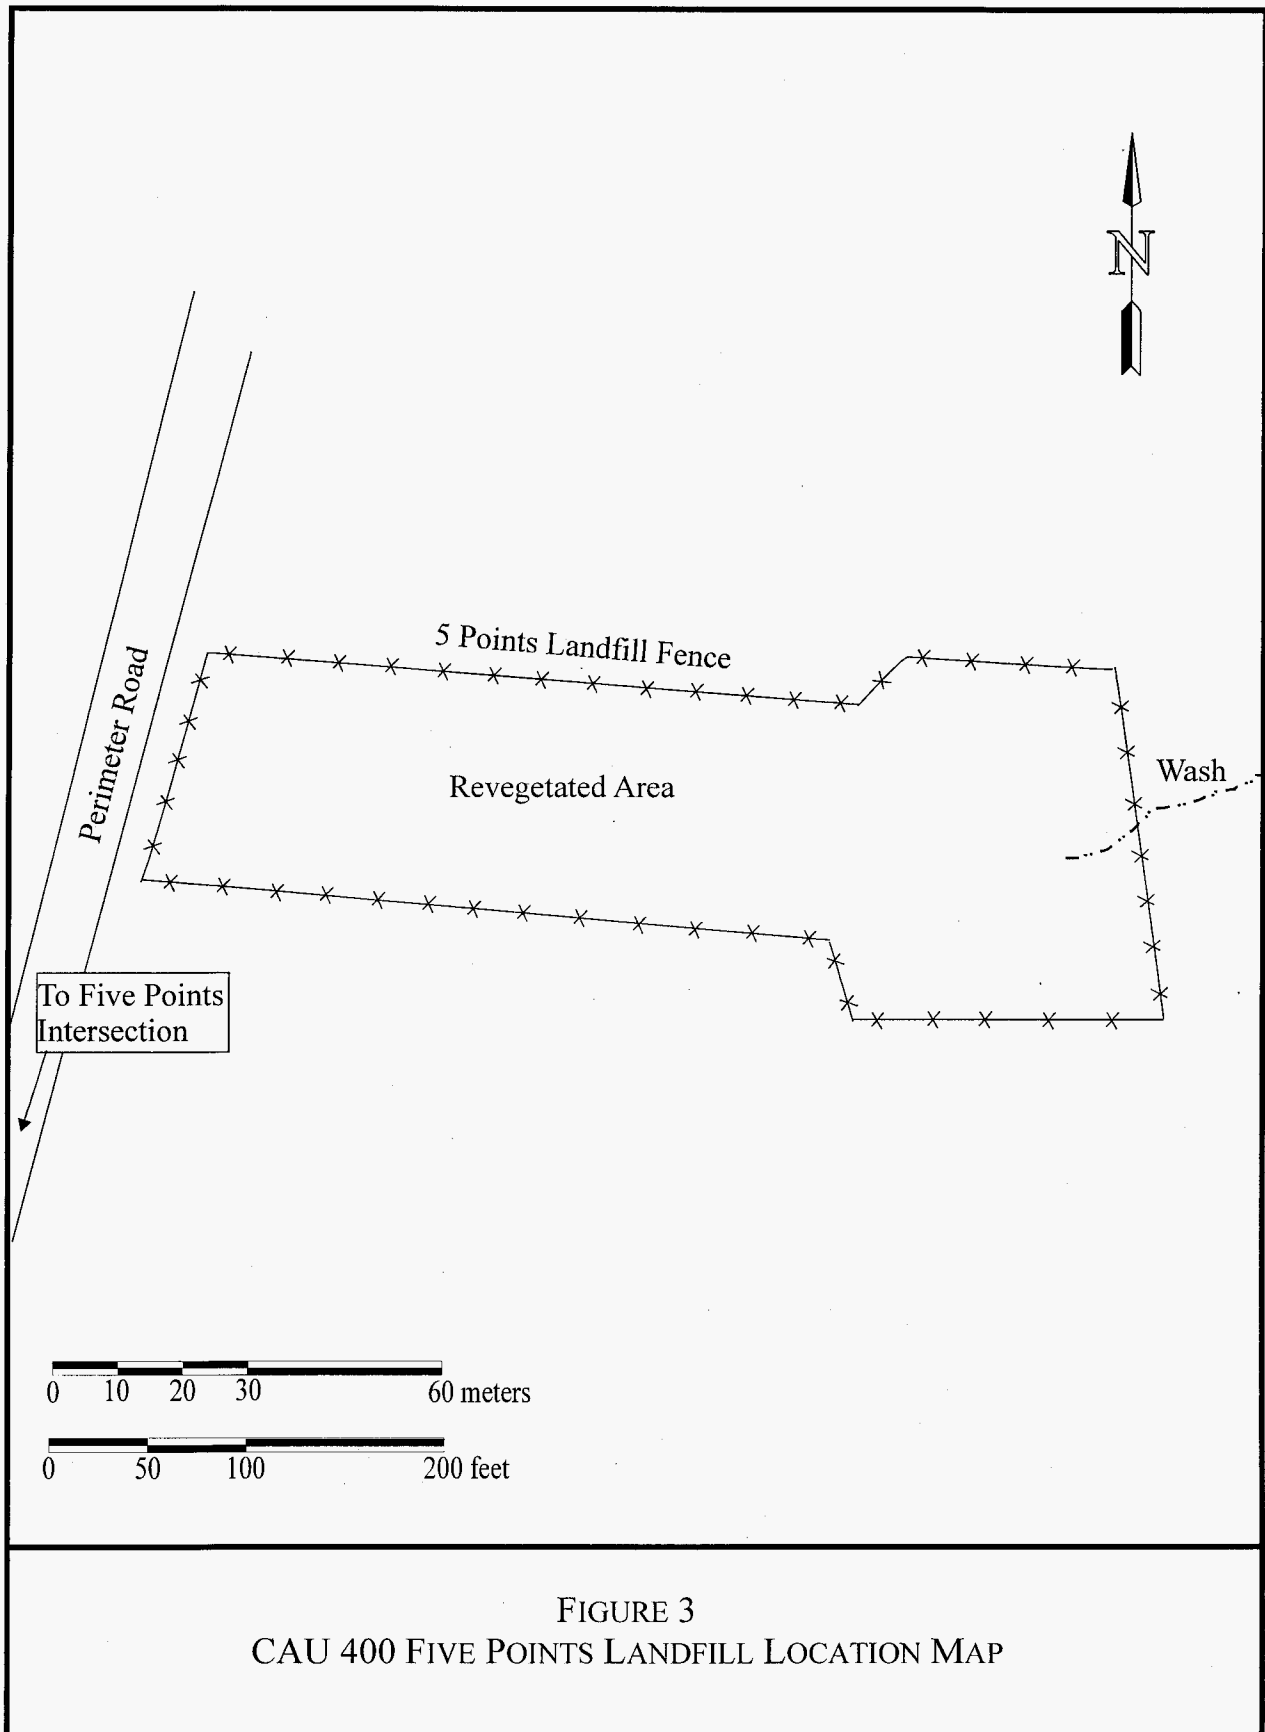 N
5 Points Landfill Fence
Perimeter Road
Revegetated Area
Wash
To Five Points
Intersection
0 10 20 30 60 meters
0 50 100 200 feet
FIGURE 3
CAU 400 FIVE POINTS LANDFILL LOCATION MAP